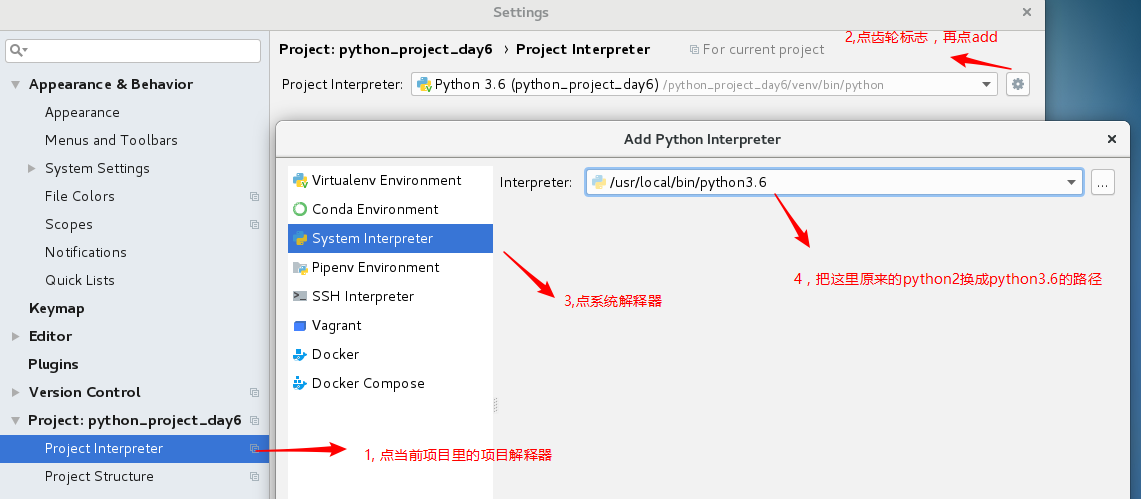 Settings
2,点齿轮标志，再点add
Project: python_project_day6 › Project Interpreter
For current project
Project Interpreter:
Python 3.6 (python_project_day6) /python_project_day6/venv/bin/python
Appearance & Behavior
Appearance
Menus and Toolbars
System Settings
File Colors
Scopes
Notifications
Quick Lists
Keymap
Editor
Plugins
Version Control
Project: python_project_day6
Project Interpreter
Project Structure
Add Python Interpreter
Virtualenv Environment
Conda Environment
System Interpreter
Pipenv Environment
SSH Interpreter
Vagrant
Docker
Docker Compose
Interpreter:
/usr/local/bin/python3.6
...
4，把这里原来的python2换成python3.6的路径
3,点系统解释器
1, 点当前项目里的项目解释器